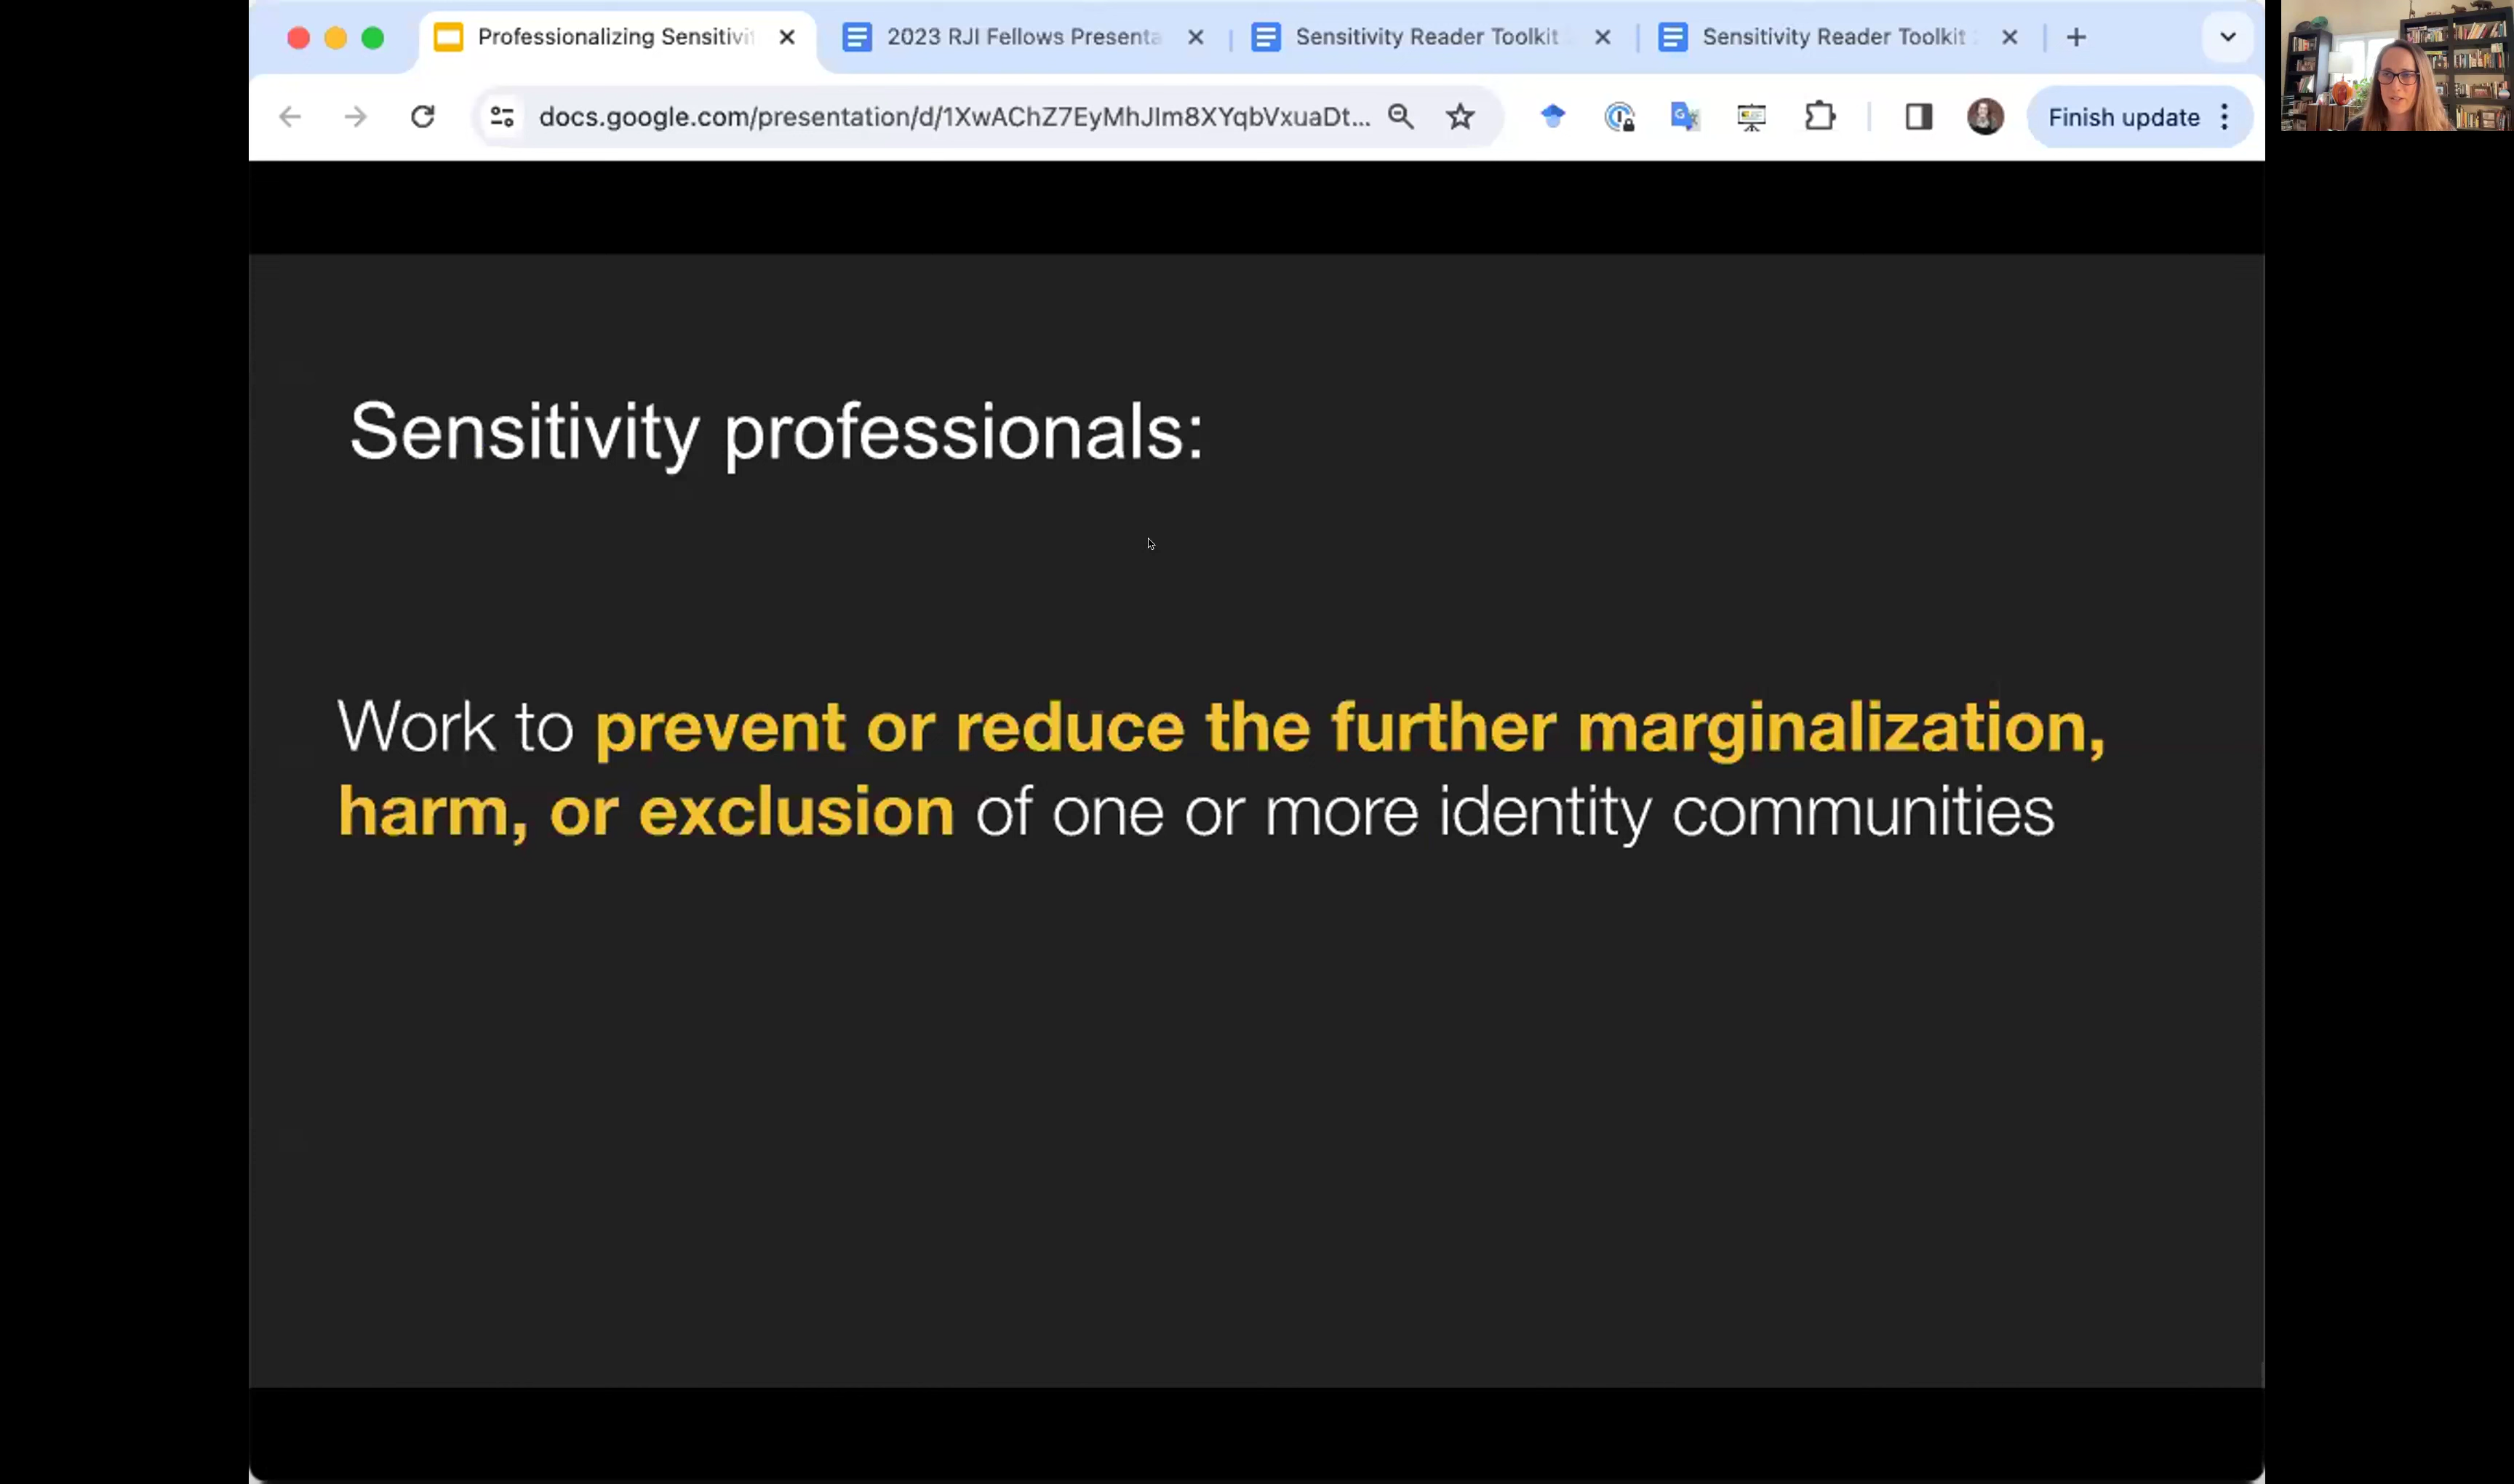 Professionalizing Sensitivi
2023 RJI Fellows Presenta
Sensitivity Reader Toolkit
Sensitivity Reader Toolkit
docs.google.com/presentation/d/1XwAChZ7EyMhJIm8XYqbVxuaDt...
Finish update
Sensitivity professionals:
Work to prevent or reduce the further marginalization,
harm, or exclusion of one or more identity communities